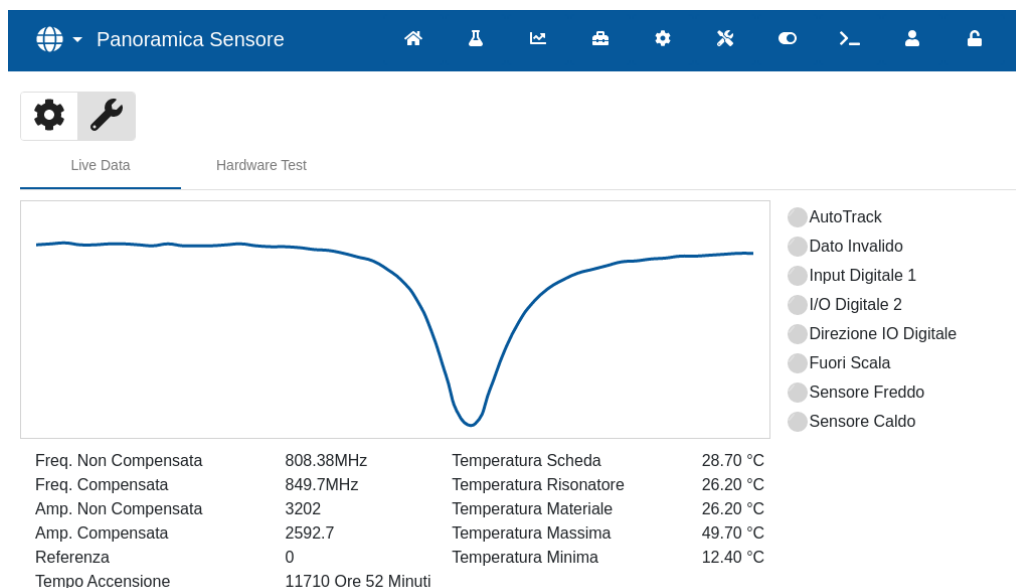 Panoramica Sensore
Live Data Hardware Test
AutoTrack
Dato Invalido
Input Digitale 1
I/O Digitale 2
Direzione IO Digitale
Fuori Scala
Sensore Freddo
Sensore Caldo
Freq. Non Compensata 808.38MHz Temperatura Scheda 28.70 °C
Freq. Compensata 849.7MHz Temperatura Risonatore 26.20 °C
Amp. Non Compensata 3202 Temperatura Materiale 26.20 °C
Amp. Compensata 2592.7 Temperatura Massima 49.70 °C
Referenza 0 Temperatura Minima 12.40 °C
Tempo Accensione 11710 Ore 52 Minuti